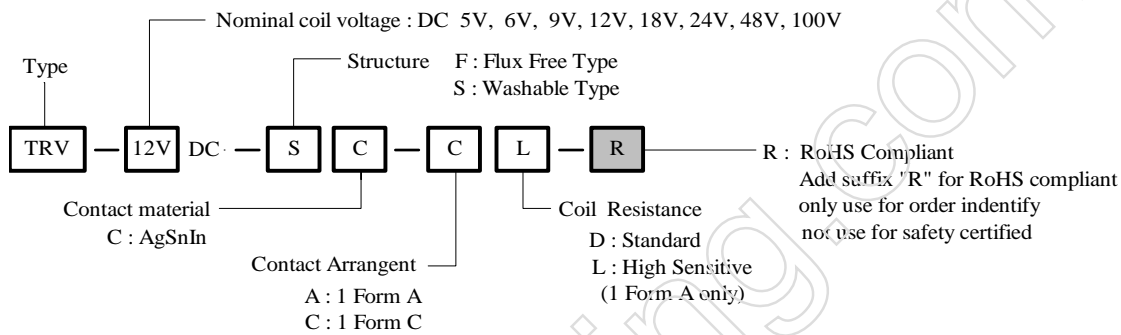 Nominal coil voltage : DC 5V, 6V, 9V, 12V, 18V, 24V, 48V, 100V
Type
Structure F : Flux Free Type
S : Washable Type
TRV 12V DC S C C L R
R : RoHS Compliant
Add suffix "R" for RoHS compliant
only use for order indentify
not use for safety certified
Contact material
C : AgSnIn
Contact Arrangent
A : 1 Form A
C : 1 Form C
Coil Resistance
D : Standard
L : High Sensitive
(1 Form A only)
ing.com